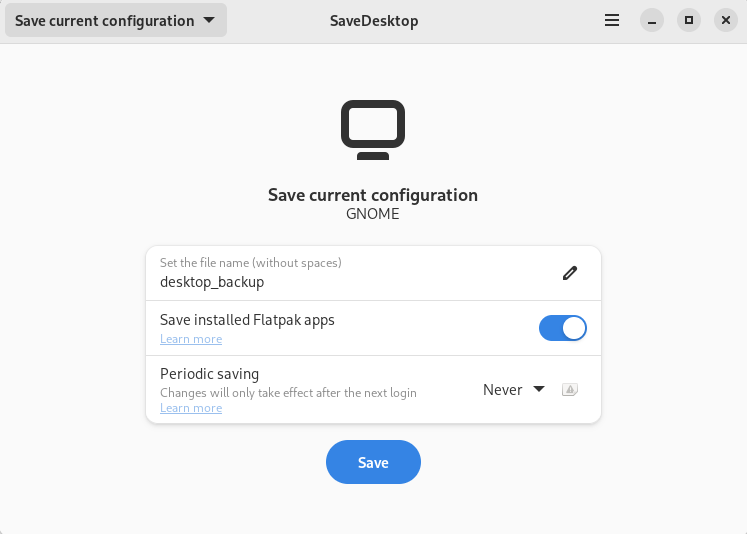 Save current configuration
SaveDesktop
Save current configuration
GNOME
Set the file name (without spaces)
desktop_backup
Save installed Flatpak apps
Learn more
Periodic saving
Changes will only take effect after the next login
Learn more
Never
Save